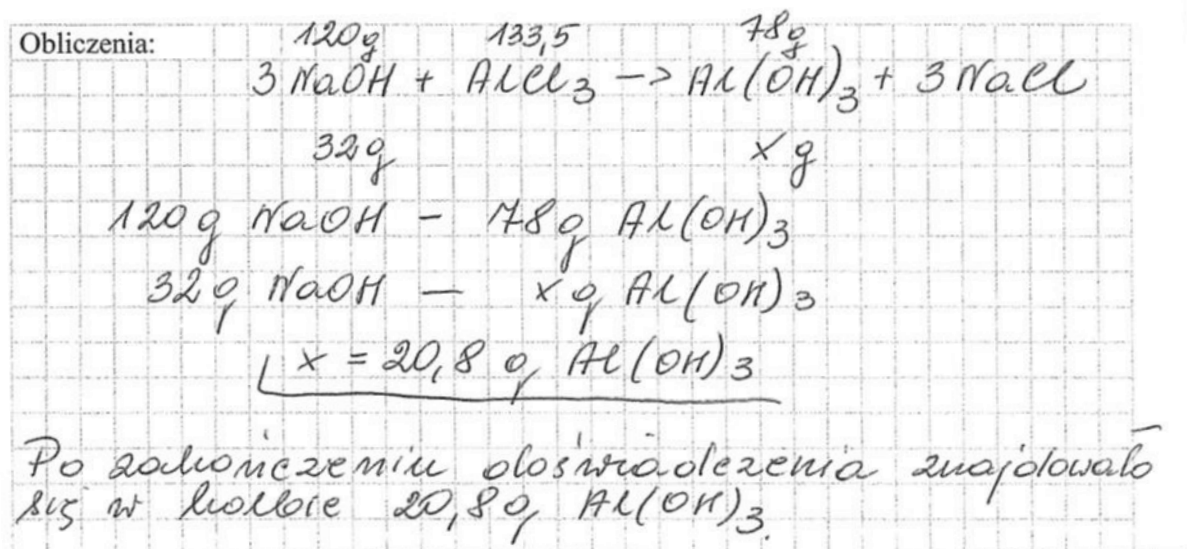 Obliczenia:
120g 133,5 78g
3 NaOH + AlCl₃ -> Al(OH)₃ + 3 NaCl
32g x g
120g NaOH - 78g Al(OH)₃
32g NaOH - x g Al(OH)₃
x = 20,8 g Al(OH)₃
Po zakończeniu doświadczenia znajdowało
się w kolbie 20,8g Al(OH)₃.